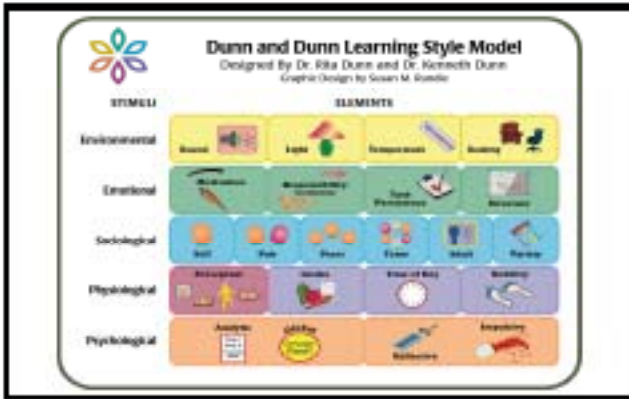 Dunn and Dunn Learning Style Model
Designed By Dr. Rita Dunn and Dr. Kenneth Dunn
Graphic Design by Susan M. Rundle
STIMULI ELEMENTS
Environmental
Sound Light Temperature Seating
Emotional
Motivation Responsibility Task Persistence Structure
Sociological
Self Pair Peers Team Adult Variety
Physiological
Perceptual Intake Time of Day Mobility
Psychological
Analytic Global Reflective Impulsive